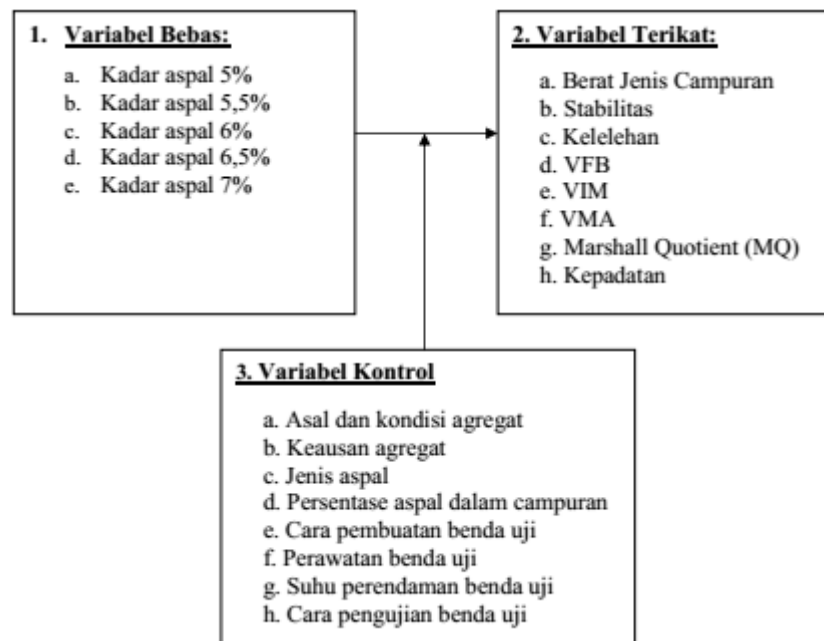 1. Variabel Bebas:
a. Kadar aspal 5%
b. Kadar aspal 5,5%
c. Kadar aspal 6%
d. Kadar aspal 6,5%
e. Kadar aspal 7%
2. Variabel Terikat:
a. Berat Jenis Campuran
b. Stabilitas
c. Kelelehan
d. VFB
e. VIM
f. VMA
g. Marshall Quotient (MQ)
h. Kepadatan
3. Variabel Kontrol
a. Asal dan kondisi agregat
b. Keausan agregat
c. Jenis aspal
d. Persentase aspal dalam campuran
e. Cara pembuatan benda uji
f. Perawatan benda uji
g. Suhu perendaman benda uji
h. Cara pengujian benda uji